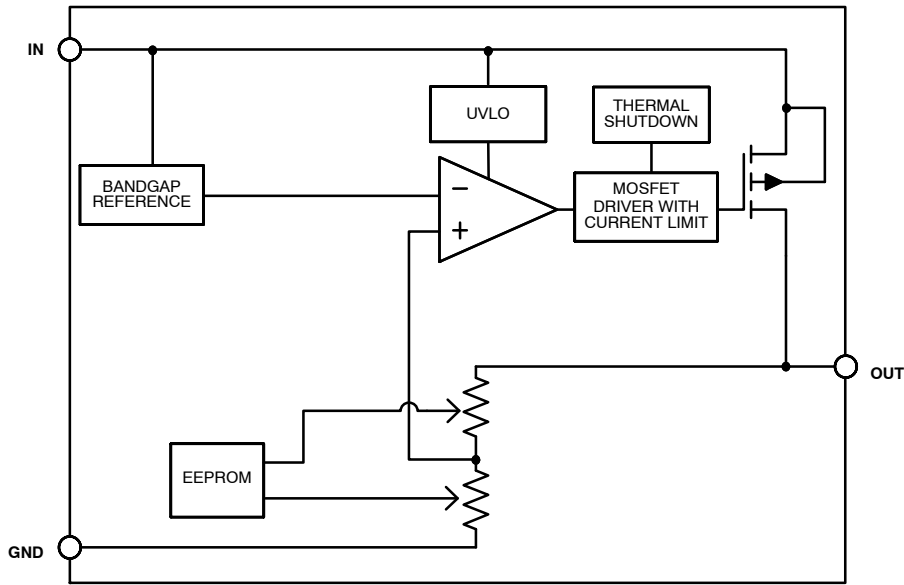 IN
UVLO
THERMAL
SHUTDOWN
BANDGAP
REFERENCE
−
+
MOSFET
DRIVER WITH
CURRENT LIMIT
OUT
EEPROM
GND